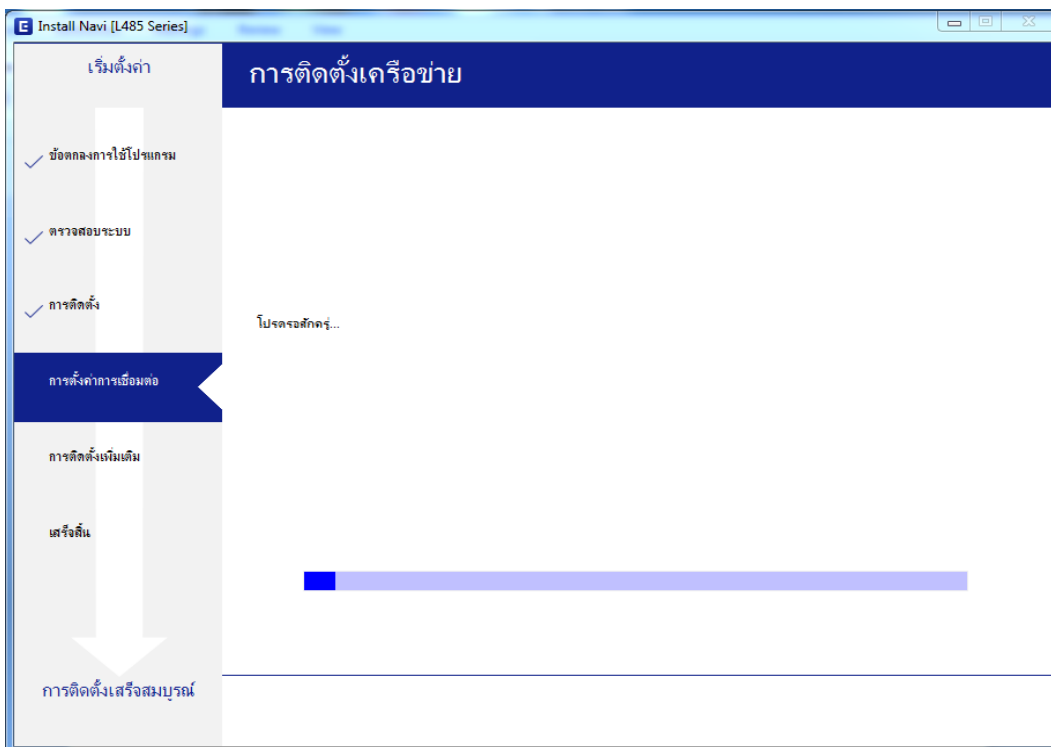 Install Navi [L485 Series]
เริ่มตั้งค่า
การติดตั้งเครือข่าย
ข้อตกลงการใช้โปรแกรม
ตรวจสอบระบบ
การติดตั้ง
โปรดรอสักครู่...
การตั้งค่าการเชื่อมต่อ
การติดตั้งเพิ่มเติม
เสร็จสิ้น
การติดตั้งเสร็จสมบูรณ์